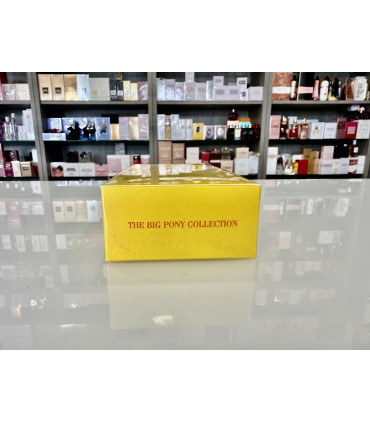 THE BIG PONY COLLECTION